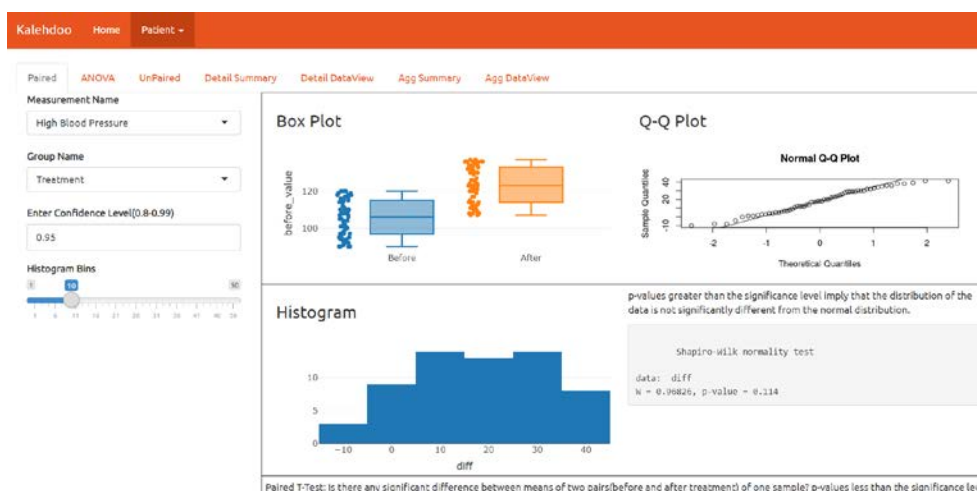 Kalehdoo Home Patient
Paired ANOVA UnPaired Detail Summary Detail DataView Agg Summary Agg DataView
Measurement Name
High Blood Pressure
Group Name
Treatment
Enter Confidence Level(0.8-0.99)
0.95
Histogram Bins
1 10 50
Box Plot
before_value
120
100
Before After
Q-Q Plot
Normal Q-Q Plot
Sample Quantiles
-10 20 40
-2 -1 0 1 2
Theoretical Quantiles
Histogram
10
5
0
−10 0 10 20 30 40
diff
p-values greater than the significance level imply that the distribution of the
data is not significantly different from the normal distribution.
Shapiro-Wilk normality test
data: diff
W = 0.96826, p-value = 0.114
Paired T-Test: Is there any significant difference between means of two pairs(before and after treatment) of one sample? p-values less than the significance